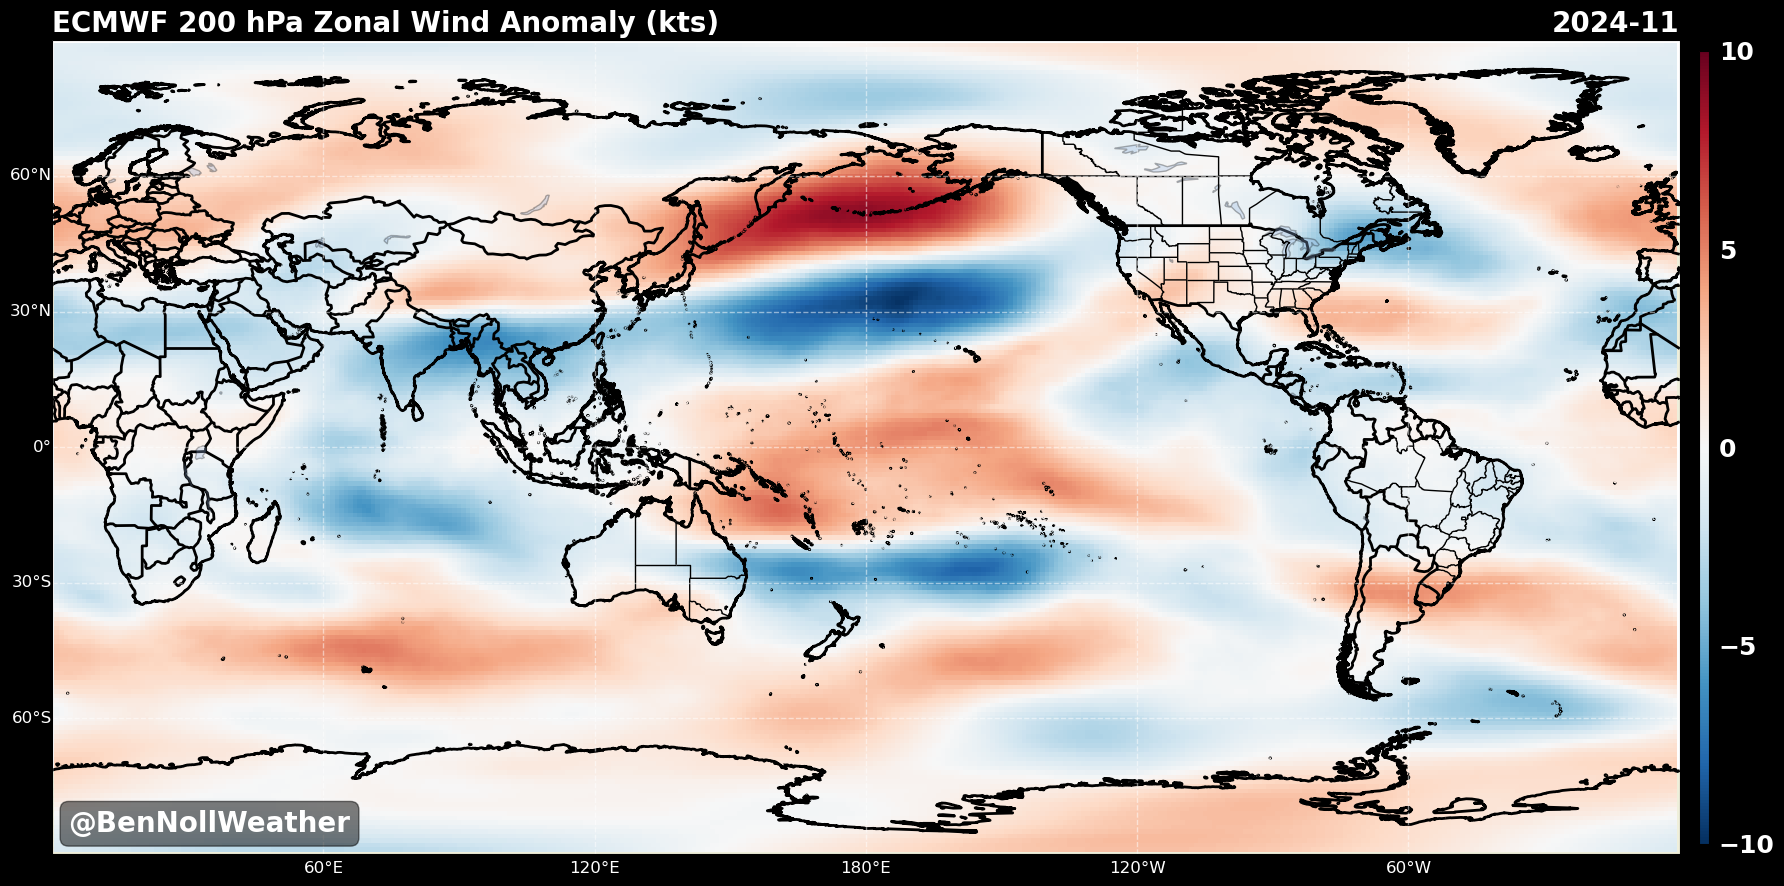 ECMWF 200 hPa Zonal Wind Anomaly (kts)
2024-11
10
5
0
−5
−10
60°N
30°N
0°
30°S
60°S
60°E
120°E
180°E
120°W
60°W
@BenNollWeather